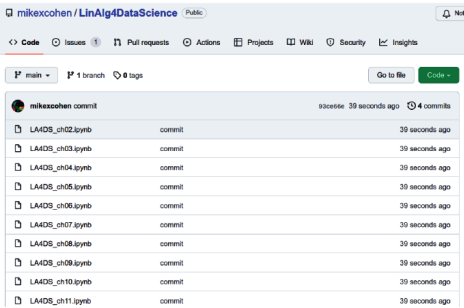 mikexcohen / LinAlg4DataScience Public
Code Issues 1 Pull requests Actions Projects Wiki Security Insights
main 1 branch 0 tags Go to file Code
mikexcohen commit 93ce66e 39 seconds ago 4 commits
LA4DS_ch02.ipynb commit 39 seconds ago
LA4DS_ch03.ipynb commit 39 seconds ago
LA4DS_ch04.ipynb commit 39 seconds ago
LA4DS_ch05.ipynb commit 39 seconds ago
LA4DS_ch06.ipynb commit 39 seconds ago
LA4DS_ch07.ipynb commit 39 seconds ago
LA4DS_ch08.ipynb commit 39 seconds ago
LA4DS_ch09.ipynb commit 39 seconds ago
LA4DS_ch10.ipynb commit 39 seconds ago
LA4DS_ch11.ipynb commit 39 seconds ago